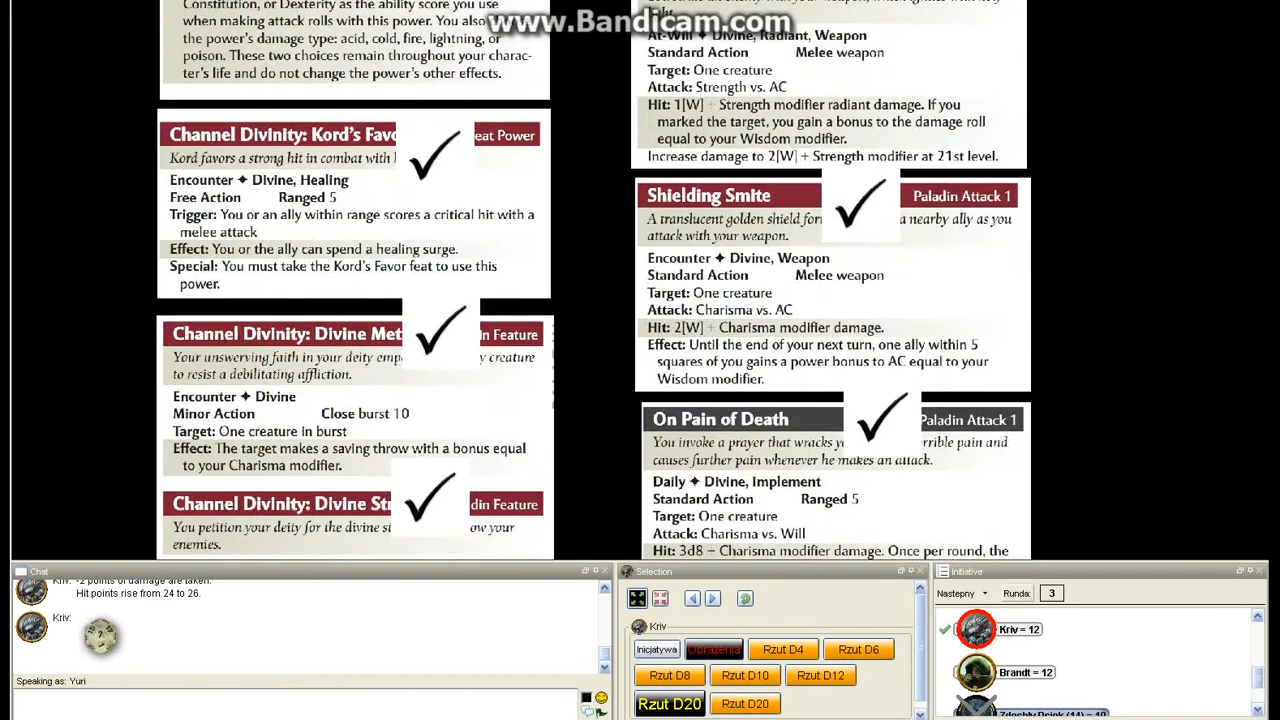 www.Bandicam.com
Constitution, or Dexterity as the ability score you use
when making attack rolls with this power. You also
the power's damage type: acid, cold, fire, lightning, or
poison. These two choices remain throughout your charac-
ter's life and do not change the power's other effects.
Channel Divinity: Kord's Favo
eat Power
Kord favors a strong hit in combat with
Encounter ✦ Divine, Healing
Free Action Ranged 5
Trigger: You or an ally within range scores a critical hit with a
melee attack
Effect: You or the ally can spend a healing surge.
Special: You must take the Kord's Favor feat to use this
power.
Channel Divinity: Divine Met
in Feature
Your unswerving faith in your deity emp y creature
to resist a debilitating affliction.
Encounter ✦ Divine
Minor Action Close burst 10
Target: One creature in burst
Effect: The target makes a saving throw with a bonus equal
to your Charisma modifier.
Channel Divinity: Divine Str
din Feature
You petition your deity for the divine st ow your
enemies.
At-Will ✦ Divine, Radiant, Weapon
Standard Action Melee weapon
Target: One creature
Attack: Strength vs. AC
Hit: 1[W] + Strength modifier radiant damage. If you
marked the target, you gain a bonus to the damage roll
equal to your Wisdom modifier.
Increase damage to 2[W] + Strength modifier at 21st level.
Shielding Smite
Paladin Attack 1
A translucent golden shield for a nearby ally as you
attack with your weapon.
Encounter ✦ Divine, Weapon
Standard Action Melee weapon
Target: One creature
Attack: Charisma vs. AC
Hit: 2[W] + Charisma modifier damage.
Effect: Until the end of your next turn, one ally within 5
squares of you gains a power bonus to AC equal to your
Wisdom modifier.
On Pain of Death
Paladin Attack 1
You invoke a prayer that wracks yo rrible pain and
causes further pain whenever he makes an attack.
Daily ✦ Divine, Implement
Standard Action Ranged 5
Target: One creature
Attack: Charisma vs. Will
Hit: 3d8 + Charisma modifier damage. Once per round, the
Chat
Kriv: -2 points of damage are taken.
Hit points rise from 24 to 26.
Kriv:
Speaking as: Yuri
Selection
Kriv
Inicjatywa
Obrażenia
Rzut D4
Rzut D6
Rzut D8
Rzut D10
Rzut D12
Rzut D20
Rzut D20
Initiative
Nastepny
Runda:
3
Kriv = 12
Brandt = 12